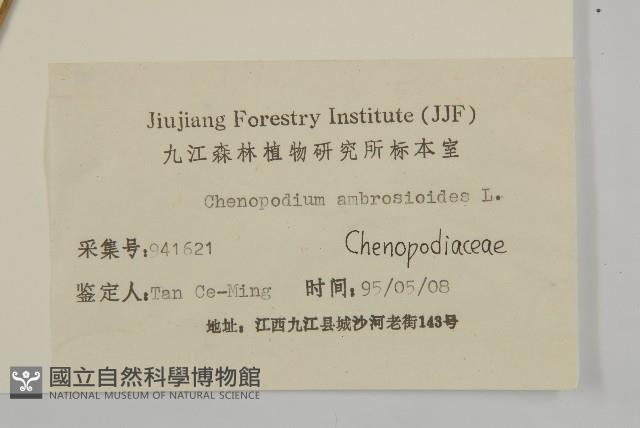 Jiujiang Forestry Institute (JJF)
九江森林植物研究所标本室
Chenopodium ambrosioides L.
采集号:941621
Chenopodiaceae
鉴定人:Tan Ce-Ming 时间:95/05/08
地址:江西九江县城沙河老街143号
國立自然科學博物館
NATIONAL MUSEUM OF NATURAL SCIENCE